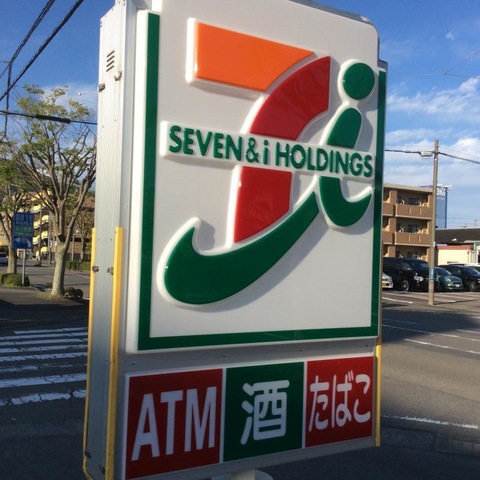 SEVEN&i HOLDINGS
ATM 酒 たばこ